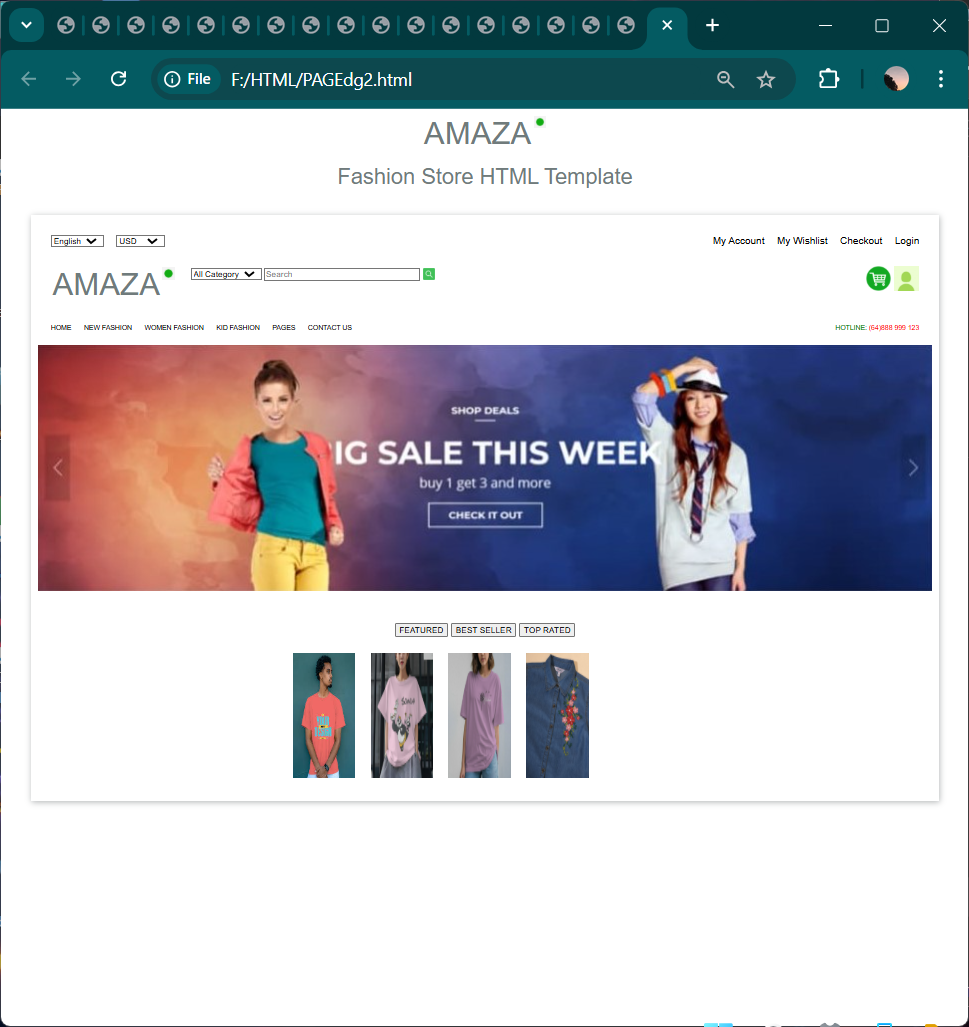 File F:/HTML/PAGEdg2.html
AMAZA
Fashion Store HTML Template
English USD My Account My Wishlist Checkout Login
AMAZA All Category Search
HOME NEW FASHION WOMEN FASHION KID FASHION PAGES CONTACT US HOTLINE: (64)888 999 123
SHOP DEALS
IG SALE THIS WEEK
buy 1 get 3 and more
CHECK IT OUT
FEATURED BEST SELLER TOP RATED